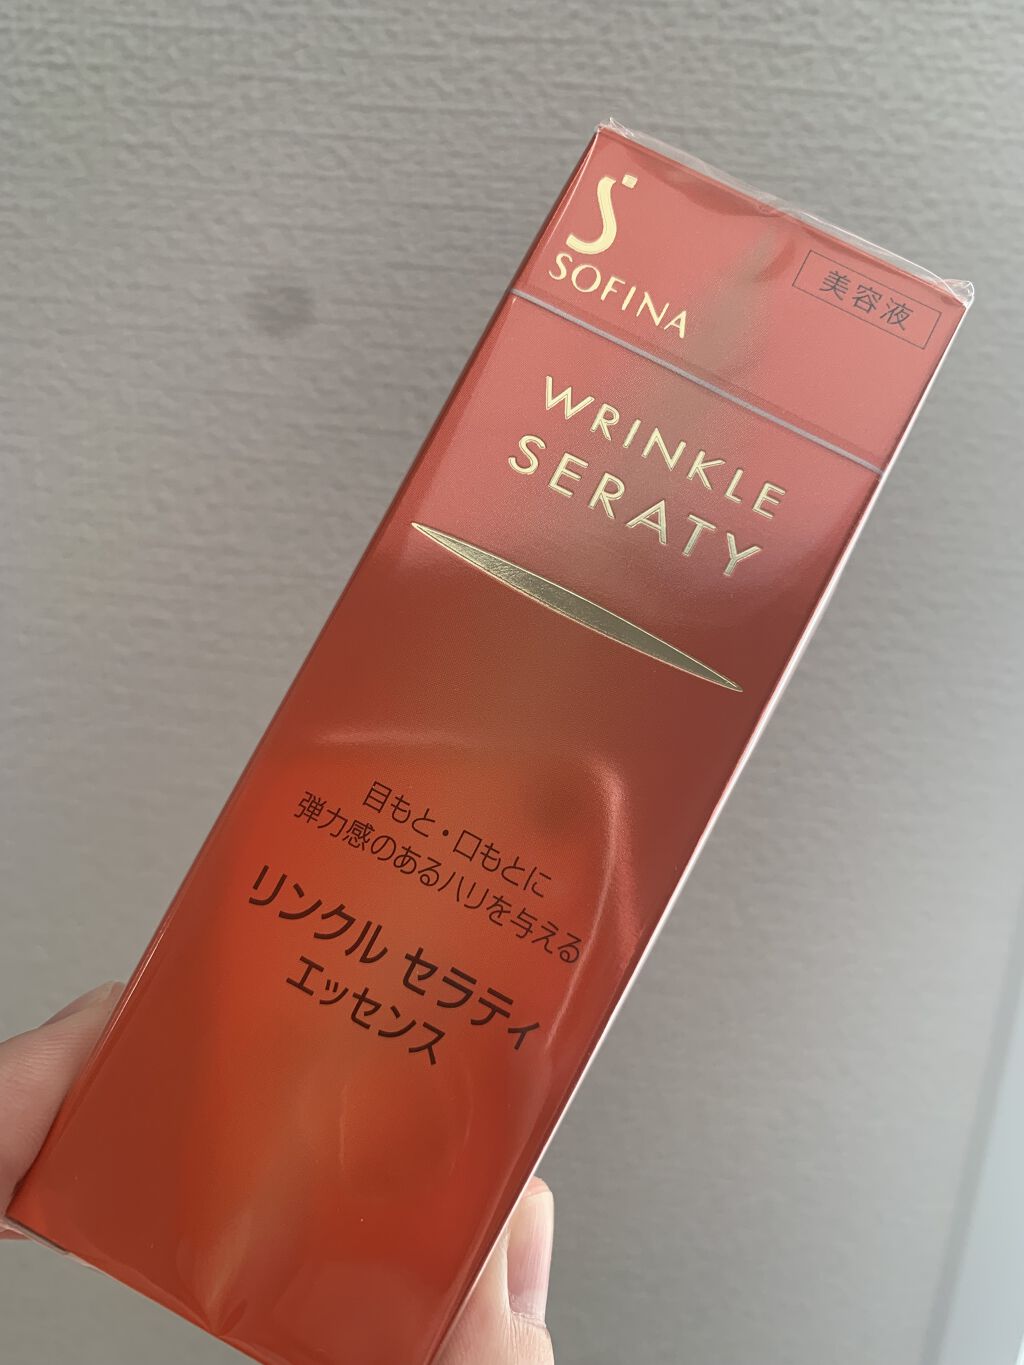 SOFINA
美容液
WRINKLE
SERATY
目もと・口もとに
弾力感のあるハリを与える
リンクル セラティ
エッセンス